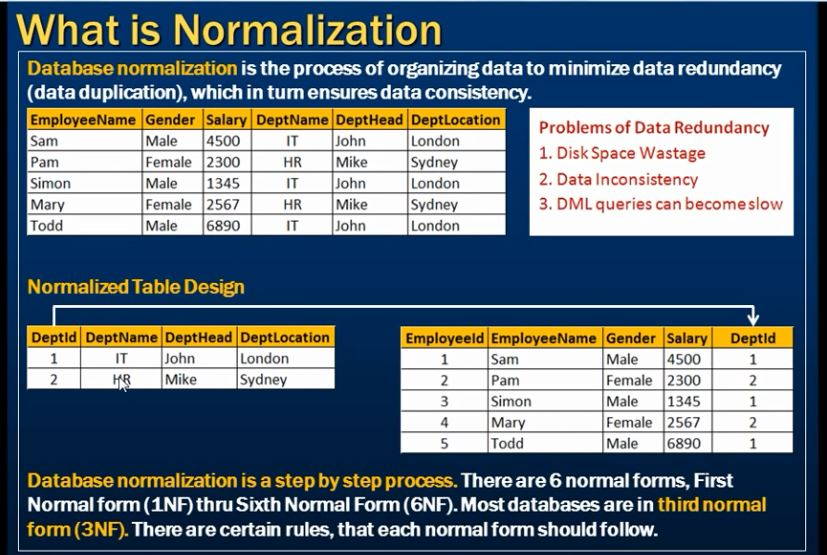 What is Normalization
Database normalization is the process of organizing data to minimize data redundancy
(data duplication), which in turn ensures data consistency.
EmployeeName Gender Salary DeptName DeptHead DeptLocation
Sam Male 4500 IT John London
Pam Female 2300 HR Mike Sydney
Simon Male 1345 IT John London
Mary Female 2567 HR Mike Sydney
Todd Male 6890 IT John London
Problems of Data Redundancy
1. Disk Space Wastage
2. Data Inconsistency
3. DML queries can become slow
Normalized Table Design
DeptId DeptName DeptHead DeptLocation
1 IT John London
2 HR Mike Sydney
EmployeeId EmployeeName Gender Salary DeptId
1 Sam Male 4500 1
2 Pam Female 2300 2
3 Simon Male 1345 1
4 Mary Female 2567 2
5 Todd Male 6890 1
Database normalization is a step by step process. There are 6 normal forms, First
Normal form (1NF) thru Sixth Normal Form (6NF). Most databases are in third normal
form (3NF). There are certain rules, that each normal form should follow.